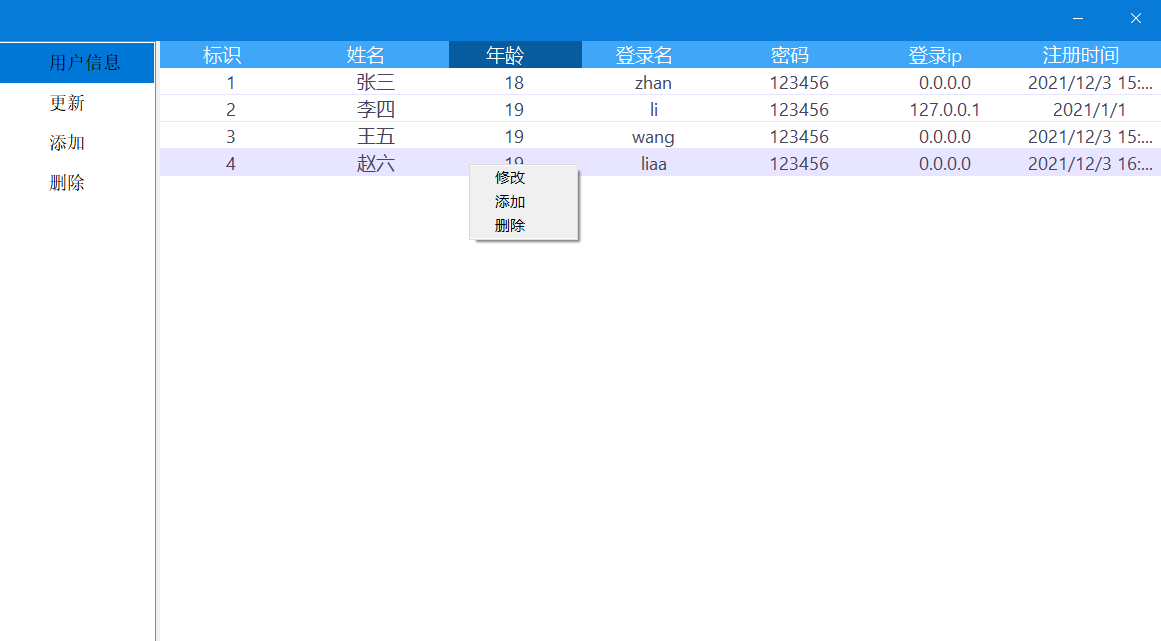 用户信息
更新
添加
删除
标识 姓名 年龄 登录名 密码 登录ip 注册时间
1 张三 18 zhan 123456 0.0.0.0 2021/12/3 15:...
2 李四 19 li 123456 127.0.0.1 2021/1/1
3 王五 19 wang 123456 0.0.0.0 2021/12/3 15:...
4 赵六 19 liaa 123456 0.0.0.0 2021/12/3 16:...
修改
添加
删除